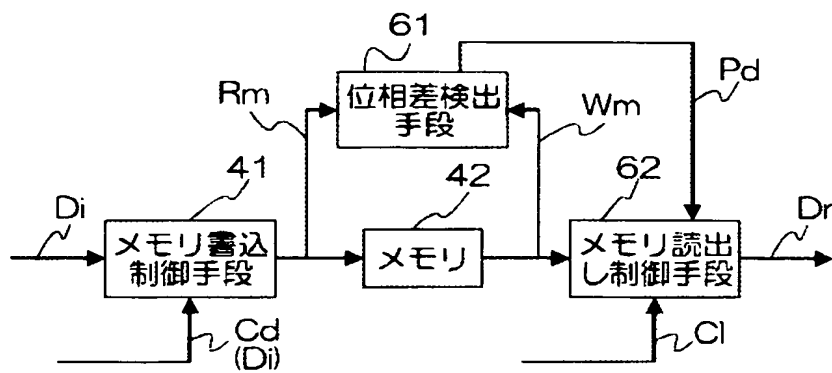 61
位相差検出
手段
Rm
Wm
Pd
41
42
62
Di
メモリ書込
制御手段
メモリ
メモリ読出
し制御手段
Dr
Cd
(Di)
Cl